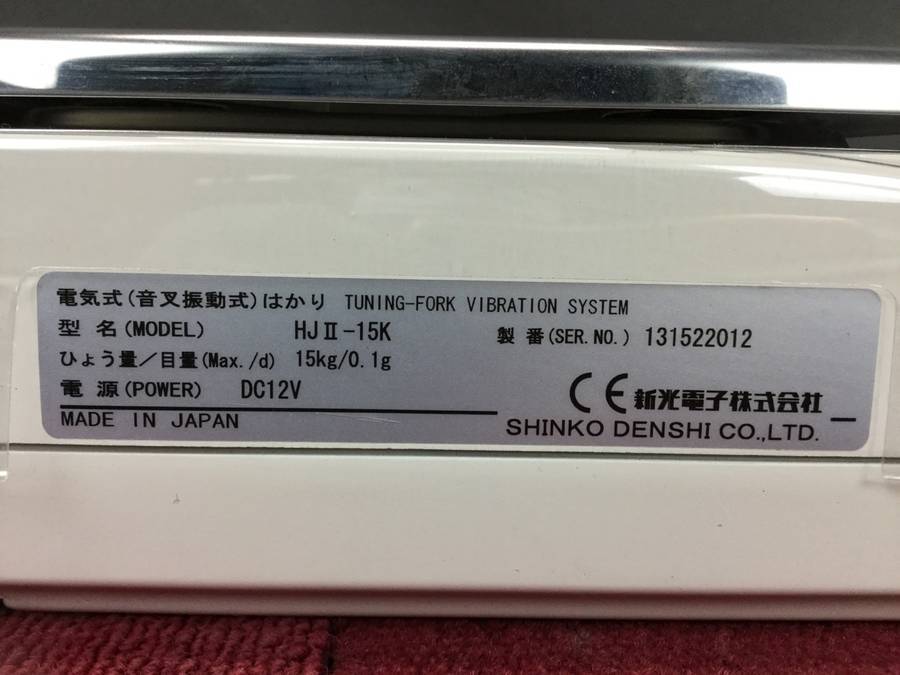 電気式(音叉振動式)はかり TUNING-FORK VIBRATION SYSTEM
型 名(MODEL) HJⅡ-15K 製 番(SER.NO.) 131522012
ひょう量/目量(Max./d) 15kg/0.1g
電 源(POWER) DC12V
CE 新光電子株式会社
MADE IN JAPAN SHINKO DENSHI CO.,LTD.